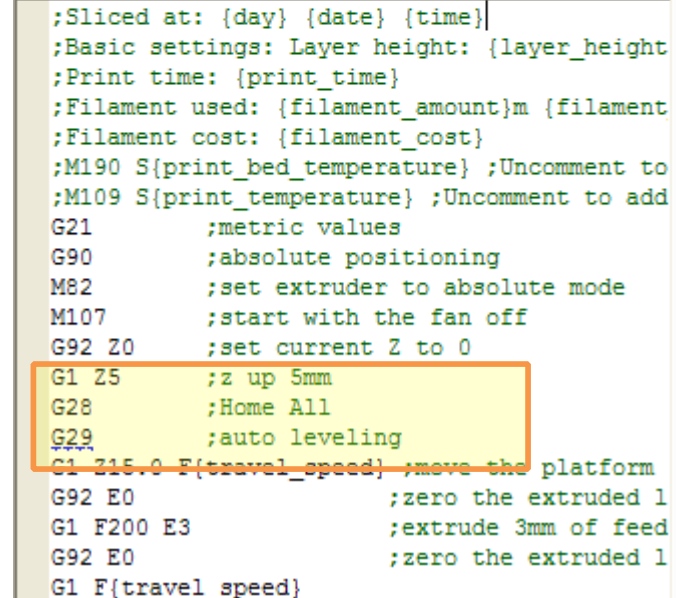 ;Sliced at: {day} {date} {time}
;Basic settings: Layer height: {layer_height
;Print time: {print_time}
;Filament used: {filament_amount}m {filament
;Filament cost: {filament_cost}
;M190 S{print_bed_temperature} ;Uncomment to
;M109 S{print_temperature} ;Uncomment to add
G21 ;metric values
G90 ;absolute positioning
M82 ;set extruder to absolute mode
M107 ;start with the fan off
G92 Z0 ;set current Z to 0
G1 Z5 ;z up 5mm
G28 ;Home All
G29 ;auto leveling
G1 Z15.0 F{travel_speed} ;move the platform
G92 E0 ;zero the extruded l
G1 F200 E3 ;extrude 3mm of feed
G92 E0 ;zero the extruded l
G1 F{travel_speed}